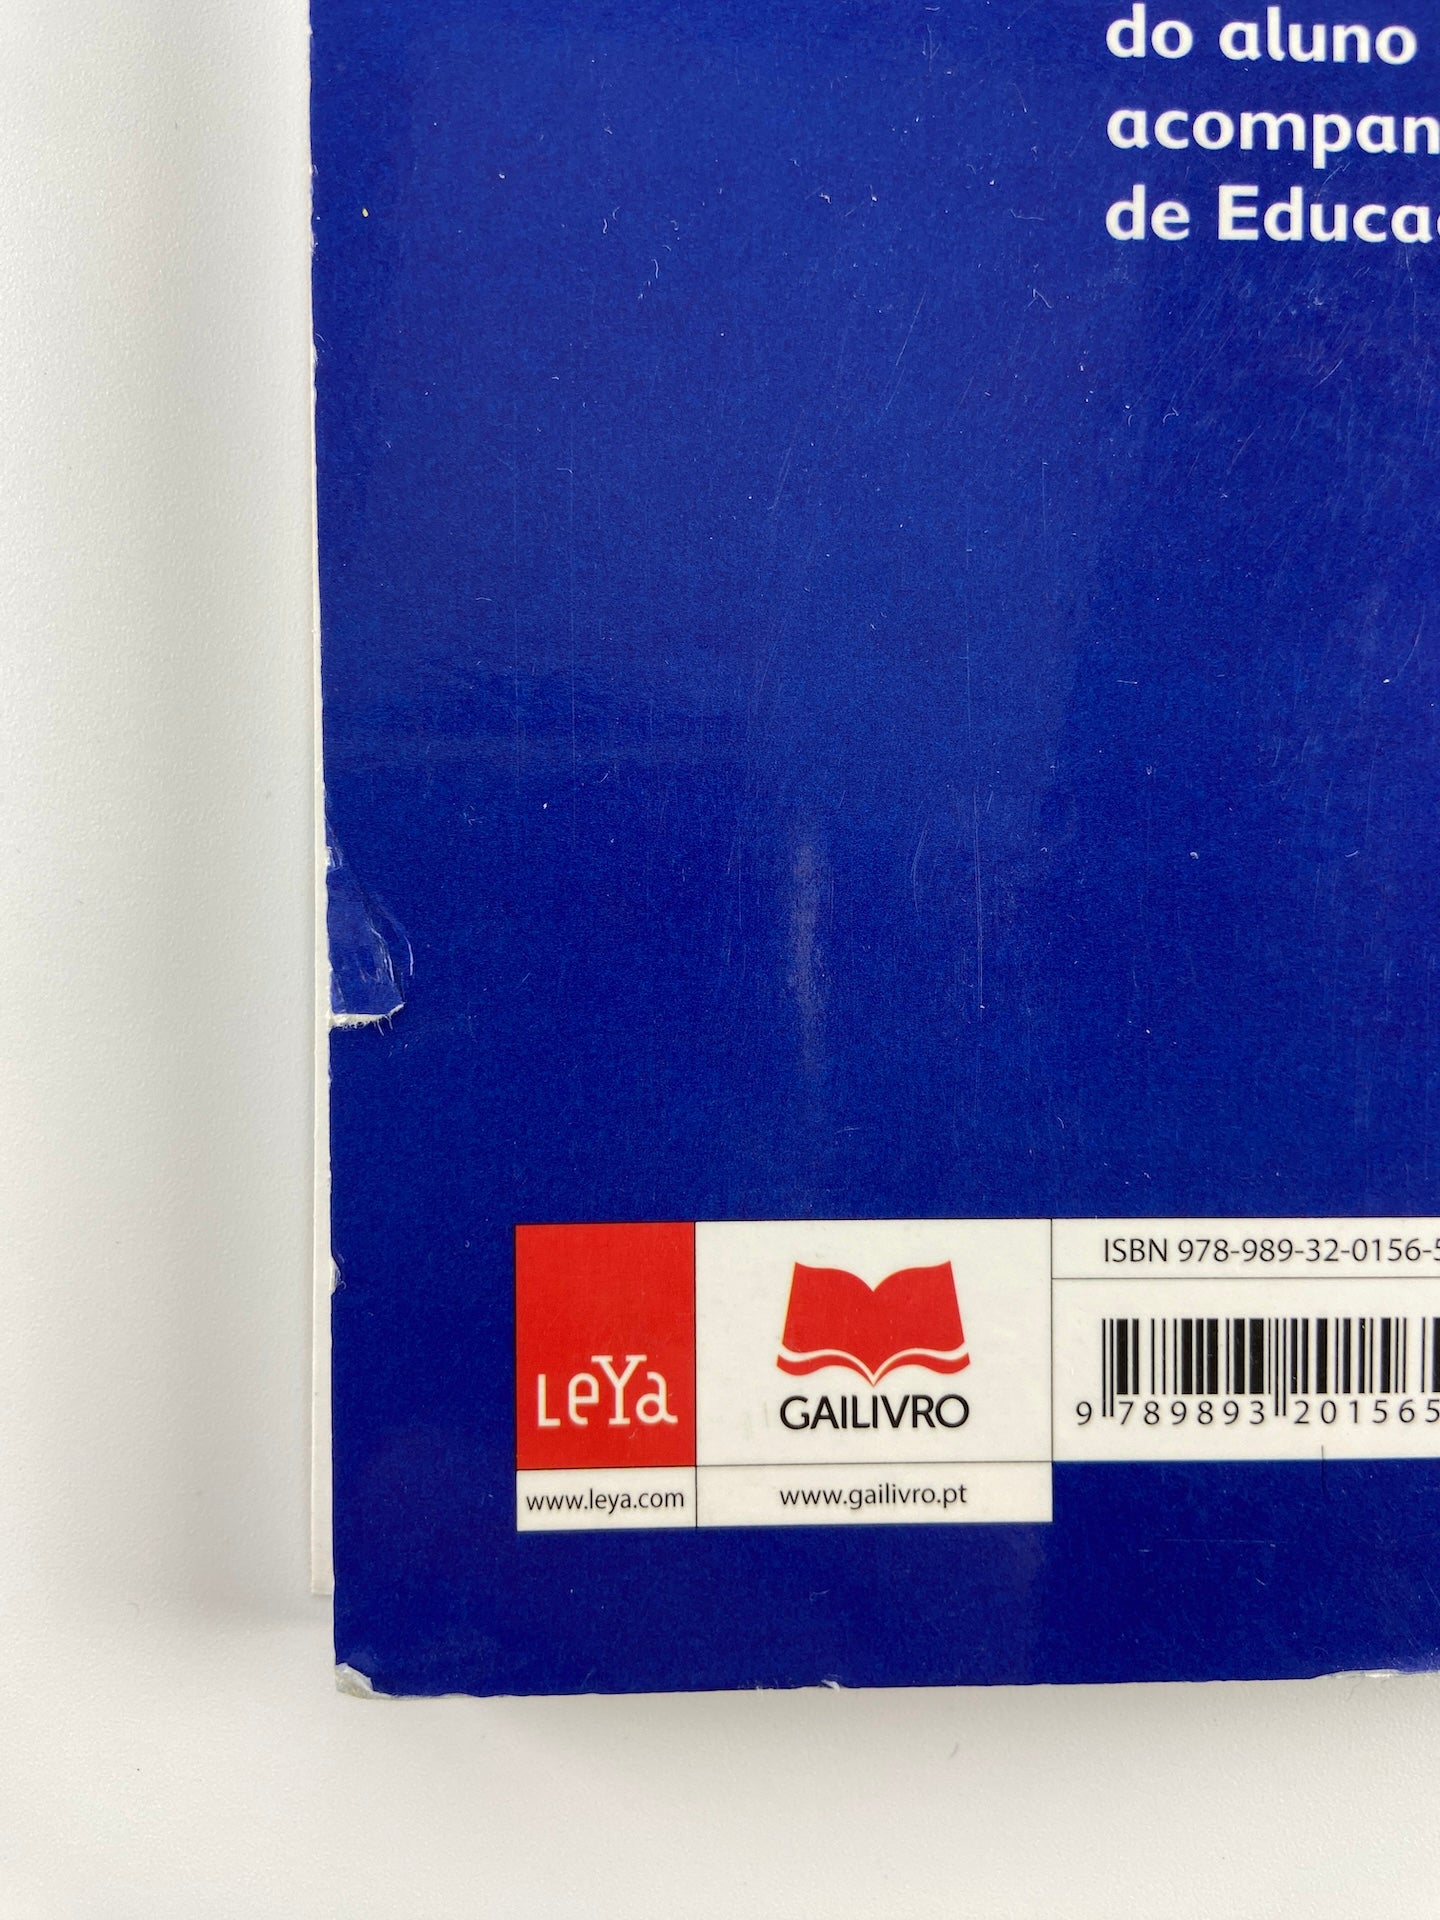 do aluno
acompan
de Educa
ISBN 978-989-32-0156-5
LeYa
GAILIVRO
9 789893 201565
www.leya.com
www.gailivro.pt